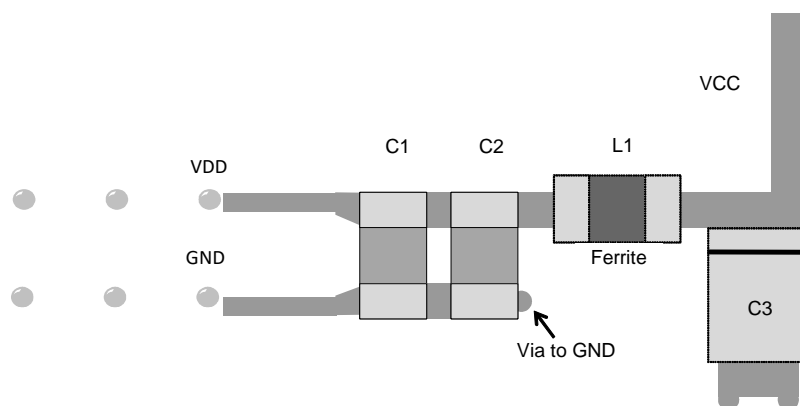 VCC
C1
C2
L1
VDD
GND
Ferrite
C3
Via to GND